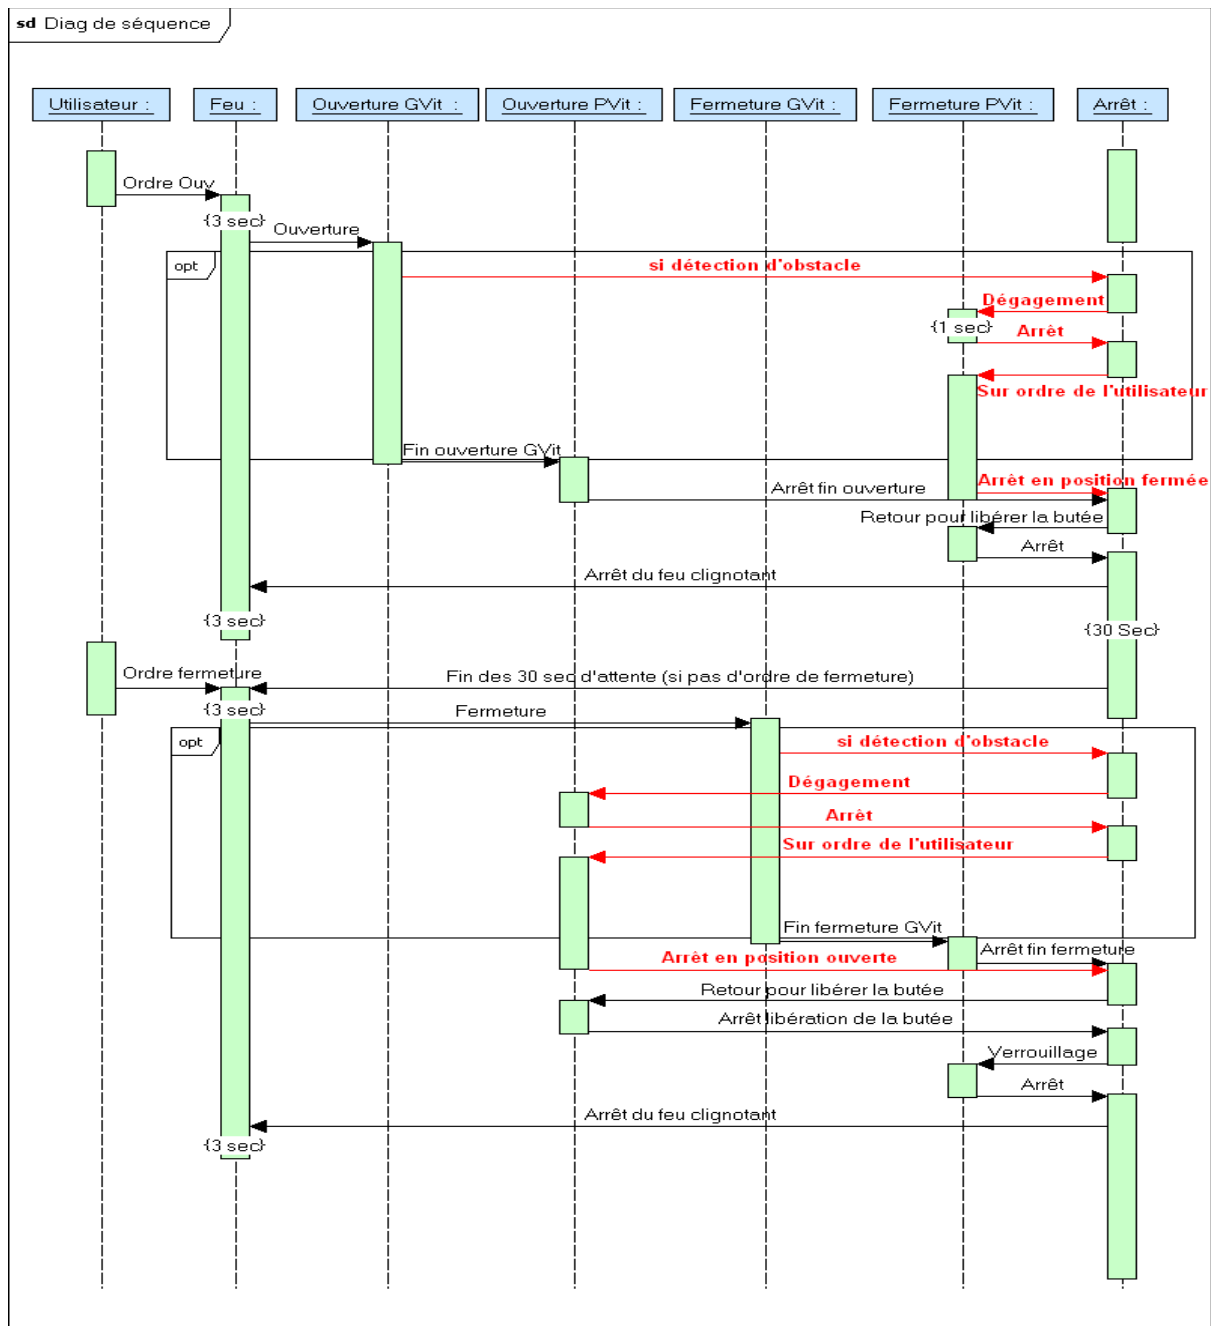 sd Diag de séquence
Utilisateur :
Feu :
Ouverture GVit :
Ouverture PVit :
Fermeture GVit :
Fermeture PVit :
Arrêt :
Ordre Ouv
{3 sec}
Ouverture
opt
si détection d'obstacle
Dégagement
{1 sec}
Arrêt
Sur ordre de l'utilisateur
Fin ouverture GVit
Arrêt en position fermée
Arrêt fin ouverture
Retour pour libérer la butée
Arrêt
Arrêt du feu clignotant
{3 sec}
{30 Sec}
Ordre fermeture
Fin des 30 sec d'attente (si pas d'ordre de fermeture)
{3 sec}
Fermeture
opt
si détection d'obstacle
Dégagement
Arrêt
Sur ordre de l'utilisateur
Fin fermeture GVit
Arrêt fin fermeture
Arrêt en position ouverte
Retour pour libérer la butée
Arrêt libération de la butée
Verrouillage
Arrêt
Arrêt du feu clignotant
{3 sec}